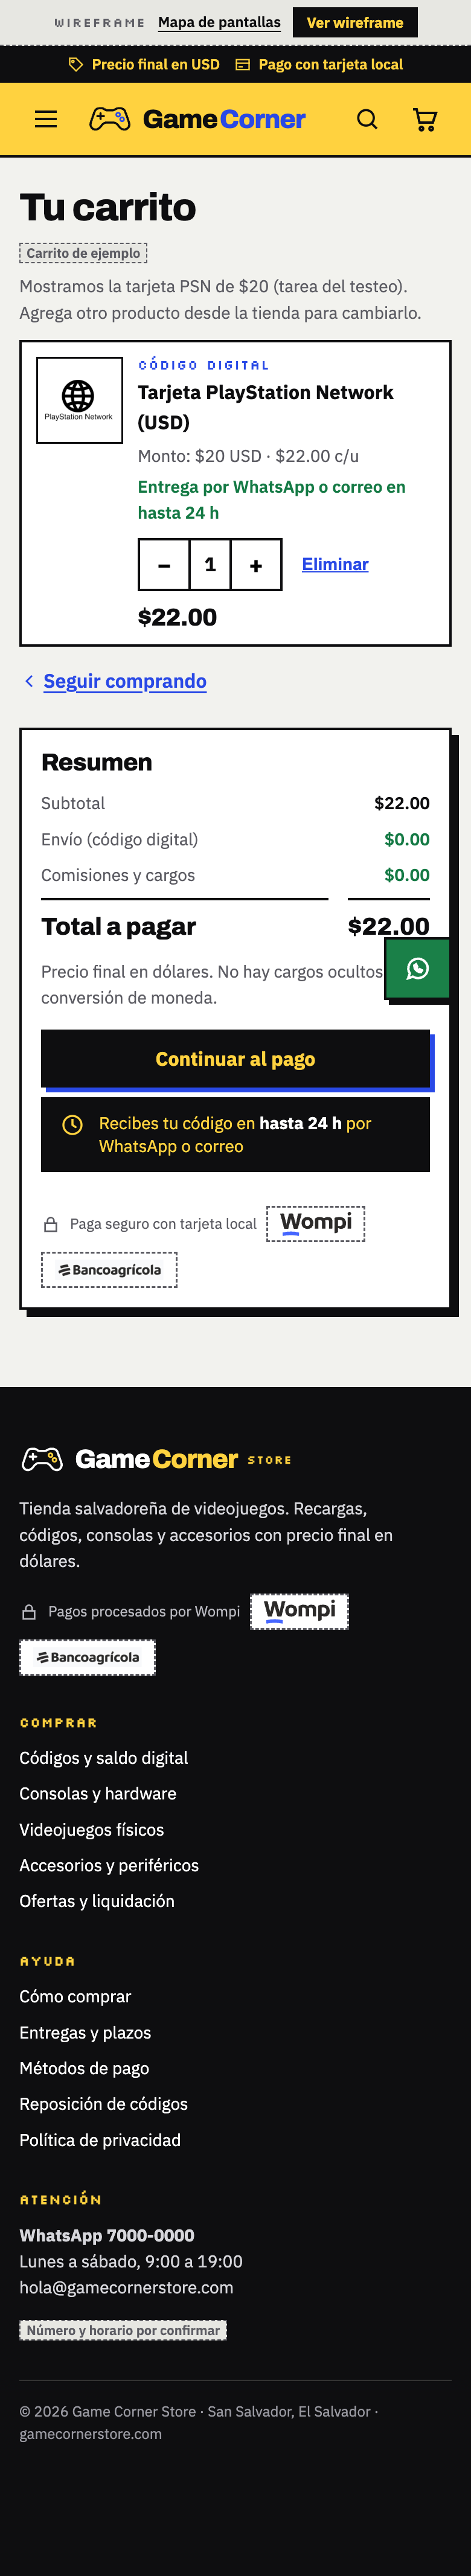 WIREFRAME Mapa de pantallas Ver wireframe
Precio final en USD Pago con tarjeta local
GameCorner
Tu carrito
Carrito de ejemplo
Mostramos la tarjeta PSN de $20 (tarea del testeo).
Agrega otro producto desde la tienda para cambiarlo.
PlayStation Network
CÓDIGO DIGITAL
Tarjeta PlayStation Network
(USD)
Monto: $20 USD · $22.00 c/u
Entrega por WhatsApp o correo en
hasta 24 h
− 1 + Eliminar
$22.00
Seguir comprando
Resumen
Subtotal $22.00
Envío (código digital) $0.00
Comisiones y cargos $0.00
Total a pagar $22.00
Precio final en dólares. No hay cargos ocultos
conversión de moneda.
Continuar al pago
Recibes tu código en hasta 24 h por
WhatsApp o correo
Paga seguro con tarjeta local Wompi
Bancoagrícola
GameCorner STORE
Tienda salvadoreña de videojuegos. Recargas,
códigos, consolas y accesorios con precio final en
dólares.
Pagos procesados por Wompi Wompi
Bancoagrícola
COMPRAR
Códigos y saldo digital
Consolas y hardware
Videojuegos físicos
Accesorios y periféricos
Ofertas y liquidación
AYUDA
Cómo comprar
Entregas y plazos
Métodos de pago
Reposición de códigos
Política de privacidad
ATENCIÓN
WhatsApp 7000-0000
Lunes a sábado, 9:00 a 19:00
hola@gamecornerstore.com
Número y horario por confirmar
© 2026 Game Corner Store · San Salvador, El Salvador ·
gamecornerstore.com